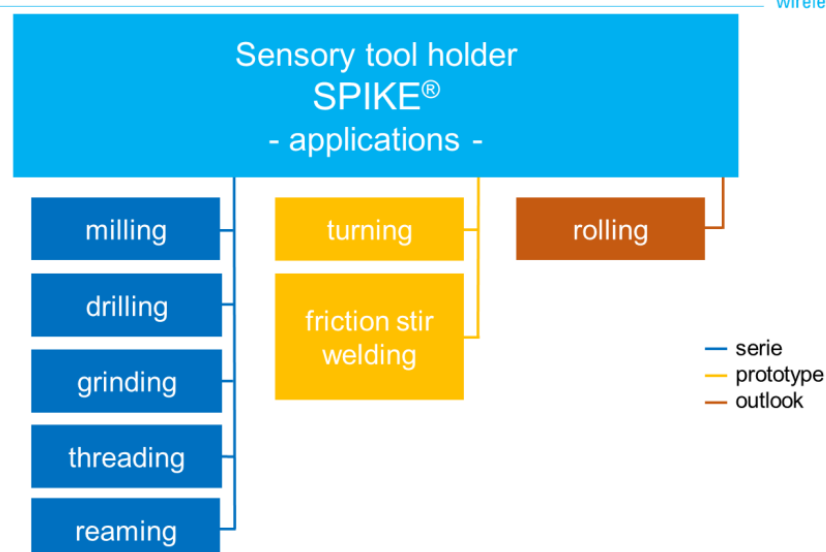 Sensory tool holder
SPIKE®
- applications -
milling
drilling
grinding
threading
reaming
turning
friction stir
welding
rolling
serie
prototype
outlook